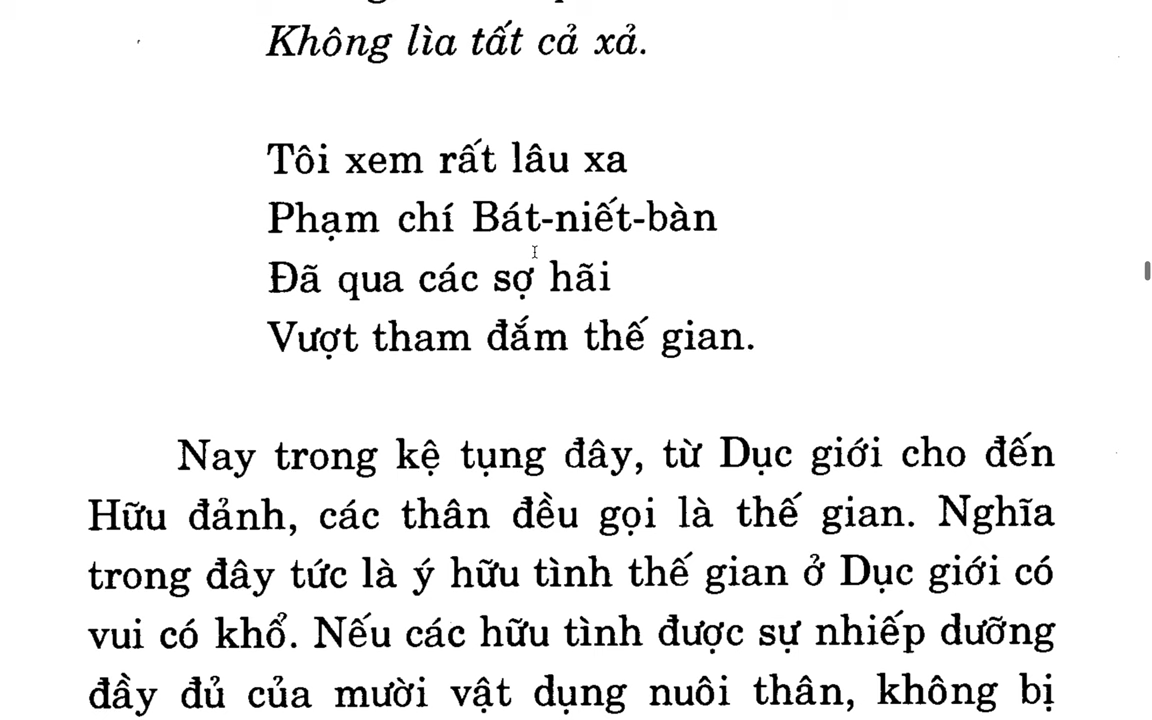 Không lìa tất cả xả.
Tôi xem rất lâu xa
Phạm chí Bát-niết-bàn
Đã qua các sợ hãi
Vượt tham đắm thế gian.
Nay trong kệ tụng đây, từ Dục giới cho đến
Hữu đảnh, các thân đều gọi là thế gian. Nghĩa
trong đây tức là ý hữu tình thế gian ở Dục giới có
vui có khổ. Nếu các hữu tình được sự nhiếp dưỡng
đầy đủ của mười vật dụng nuôi thân, không bị